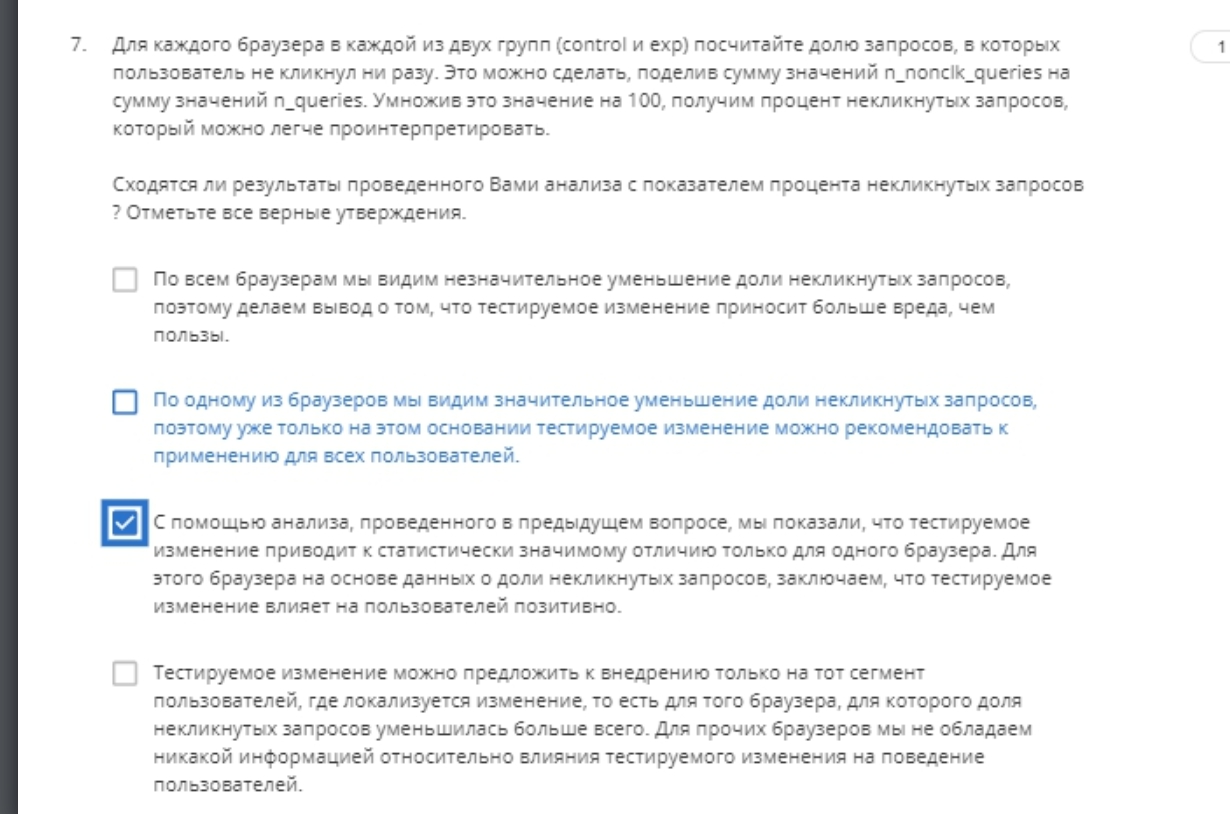 7. Для каждого браузера в каждой из двух групп (control и exp) посчитайте долю запросов, в которых
1
пользователь не кликнул ни разу. Это можно сделать, поделив сумму значений n_nonclk_queries на
сумму значений n_queries. Умножив это значение на 100, получим процент некликнутых запросов,
который можно легче проинтерпретировать.
Сходятся ли результаты проведенного Вами анализа с показателем процента некликнутых запросов
? Отметьте все верные утверждения.
По всем браузерам мы видим незначительное уменьшение доли некликнутых запросов,
поэтому делаем вывод о том, что тестируемое изменение приносит больше вреда, чем
пользы.
По одному из браузеров мы видим значительное уменьшение доли некликнутых запросов,
поэтому уже только на этом основании тестируемое изменение можно рекомендовать к
применению для всех пользователей.
С помощью анализа, проведенного в предыдущем вопросе, мы показали, что тестируемое
изменение приводит к статистически значимому отличию только для одного браузера. Для
этого браузера на основе данных о доли некликнутых запросов, заключаем, что тестируемое
изменение влияет на пользователей позитивно.
Тестируемое изменение можно предложить к внедрению только на тот сегмент
пользователей, где локализуется изменение, то есть для того браузера, для которого доля
некликнутых запросов уменьшилась больше всего. Для прочих браузеров мы не обладаем
никакой информацией относительно влияния тестируемого изменения на поведение
пользователей.